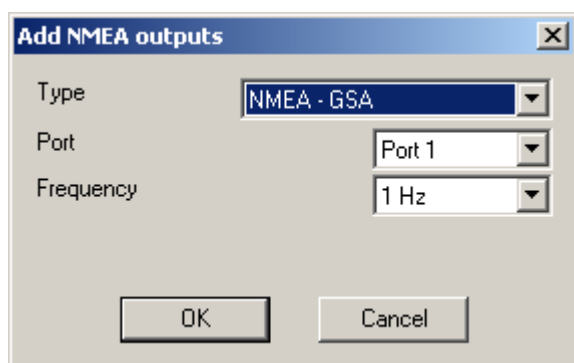 Add NMEA outputs
Type NMEA - GSA
Port Port 1
Frequency 1 Hz
OK Cancel